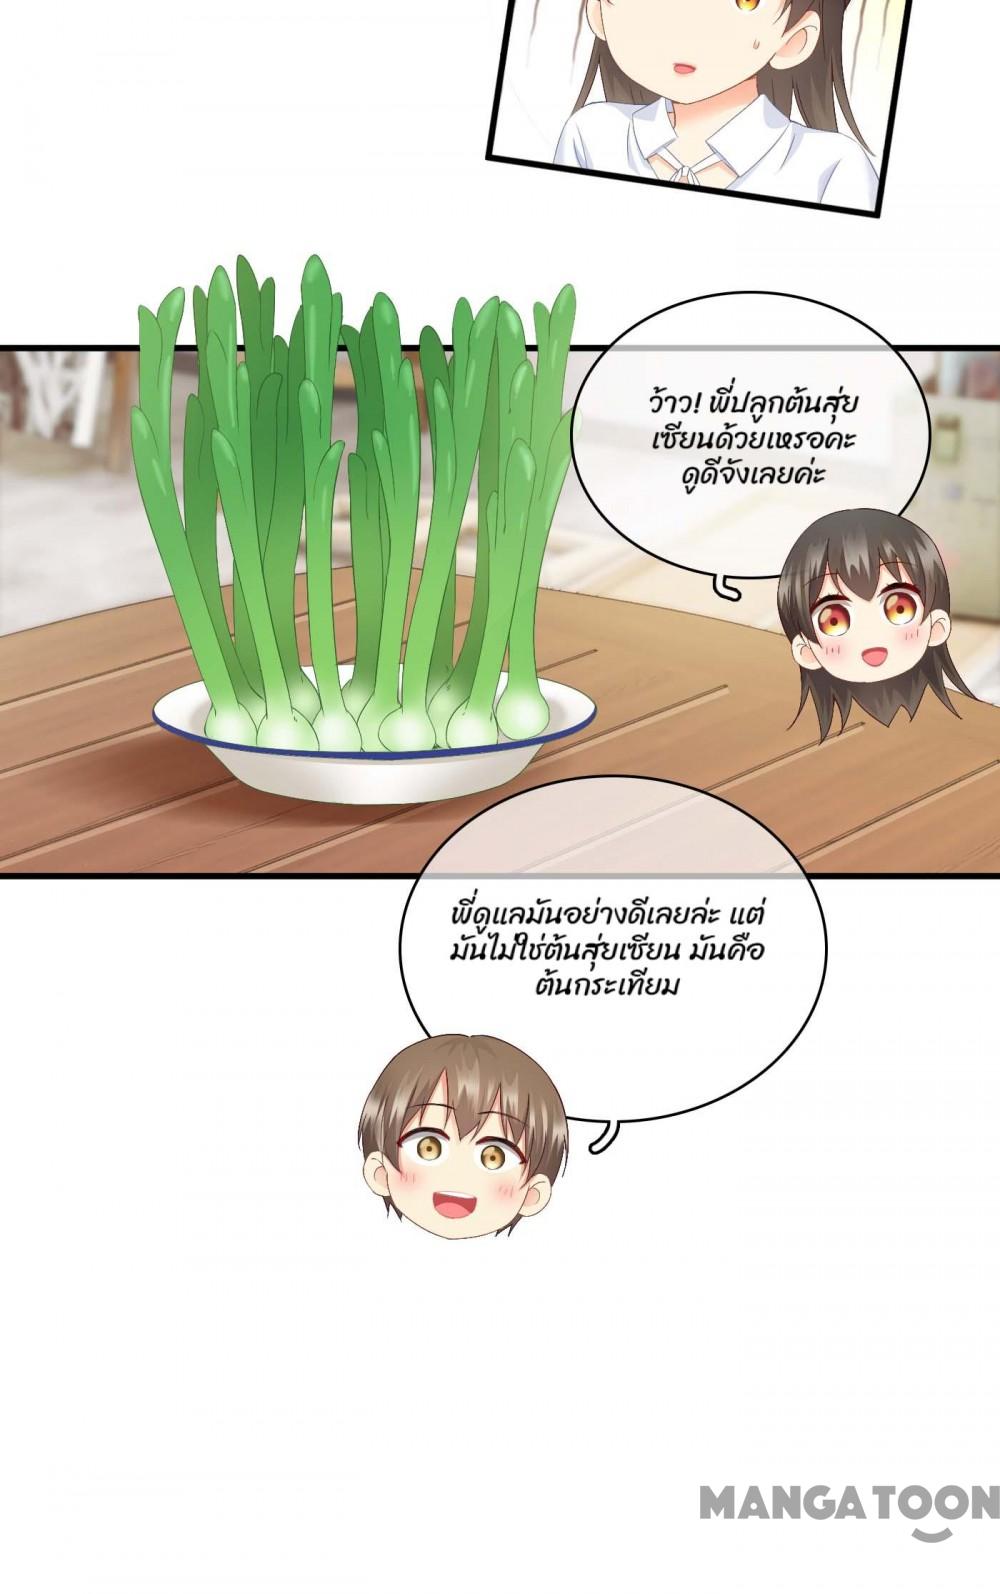 ว้าว! พี่ปลูกต้นสุ่ย
เซียนด้วยเหรอคะ
ดูดีจังเลยค่ะ
พี่ดูแลมันอย่างดีเลยล่ะ แต่
มันไม่ใช่ต้นสุ่ยเซียน มันคือ
ต้นกระเทียม
MANGATOON